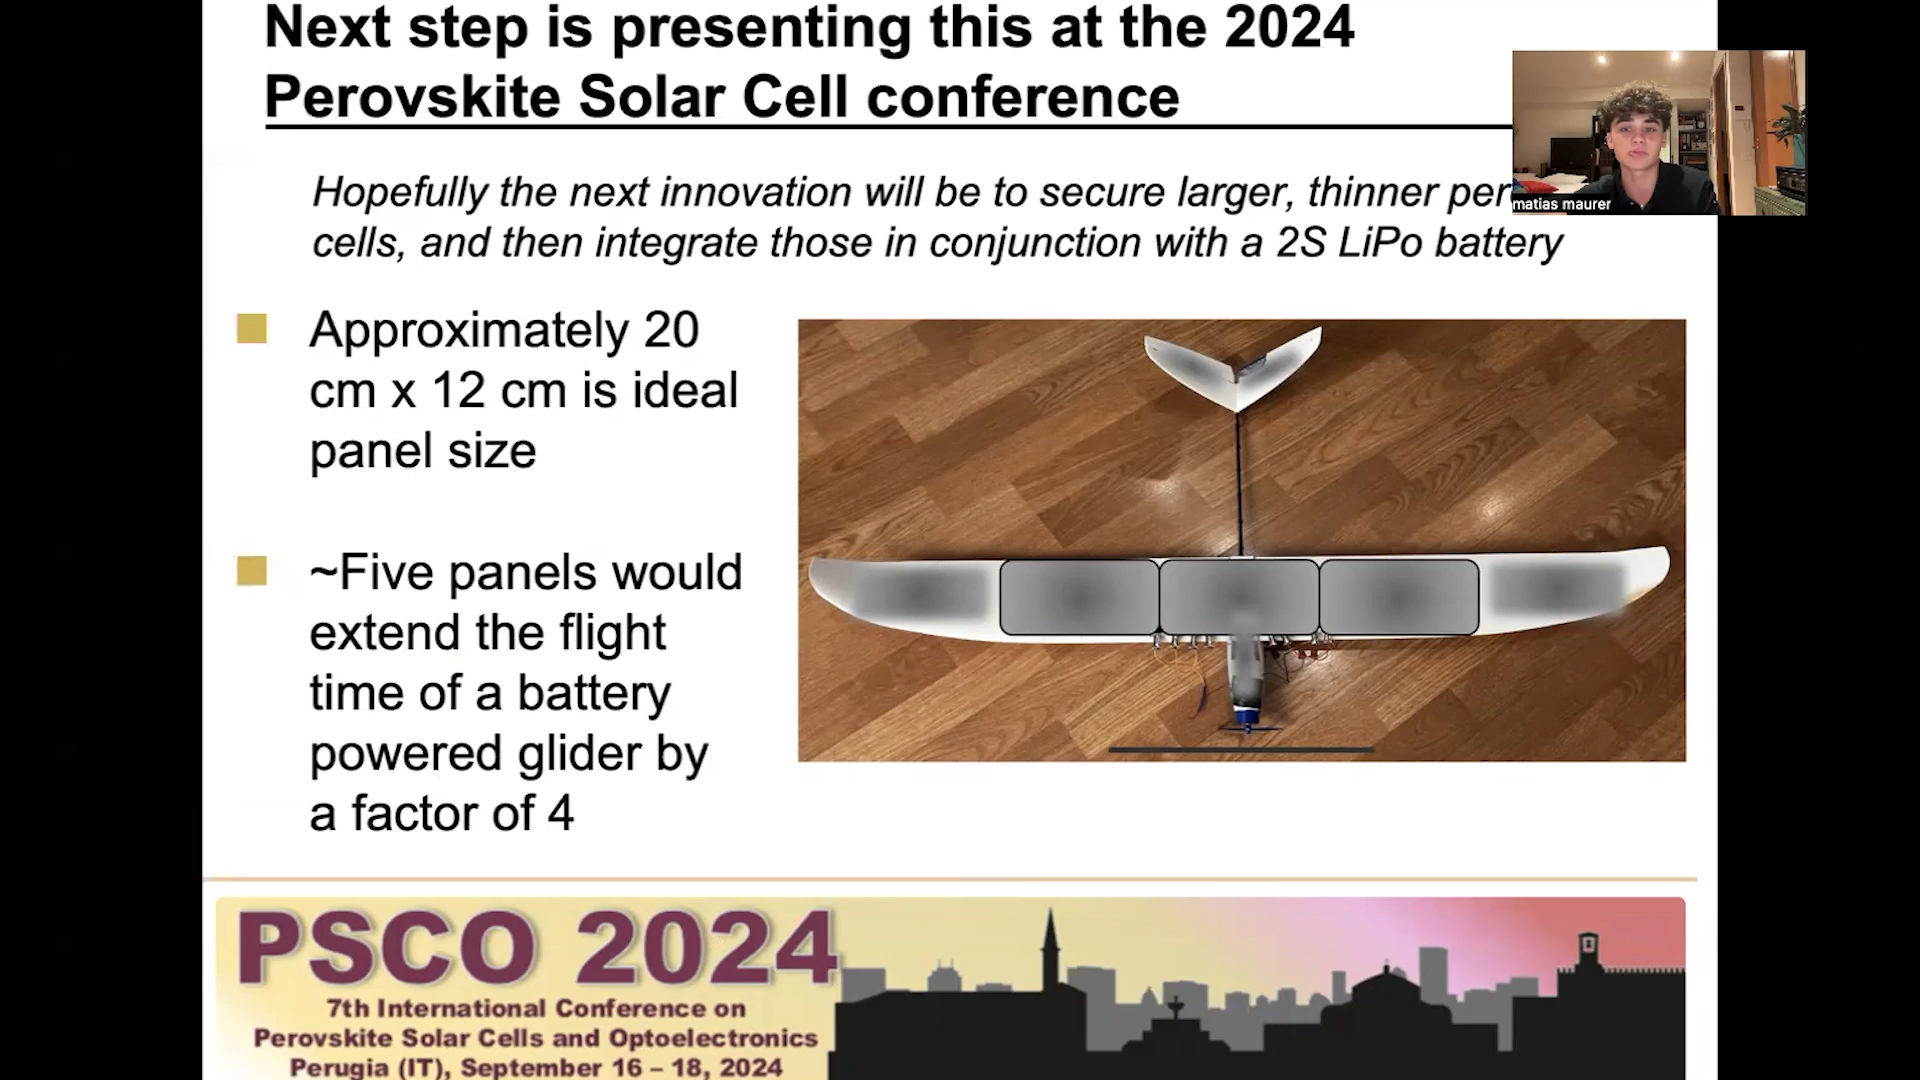 Next step is presenting this at the 2024
Perovskite Solar Cell conference
Hopefully the next innovation will be to secure larger, thinner per
cells, and then integrate those in conjunction with a 2S LiPo battery
matias maurer
Approximately 20
cm x 12 cm is ideal
panel size
~Five panels would
extend the flight
time of a battery
powered glider by
a factor of 4
PSCO 2024
7th International Conference on
Perovskite Solar Cells and Optoelectronics
Perugia (IT), September 16 – 18, 2024